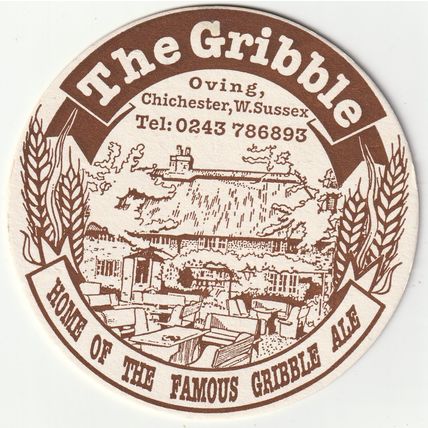 The Gribble
Oving,
Chichester, W. Sussex
Tel: 0243 786893
HOME OF THE FAMOUS GRIBBLE ALE